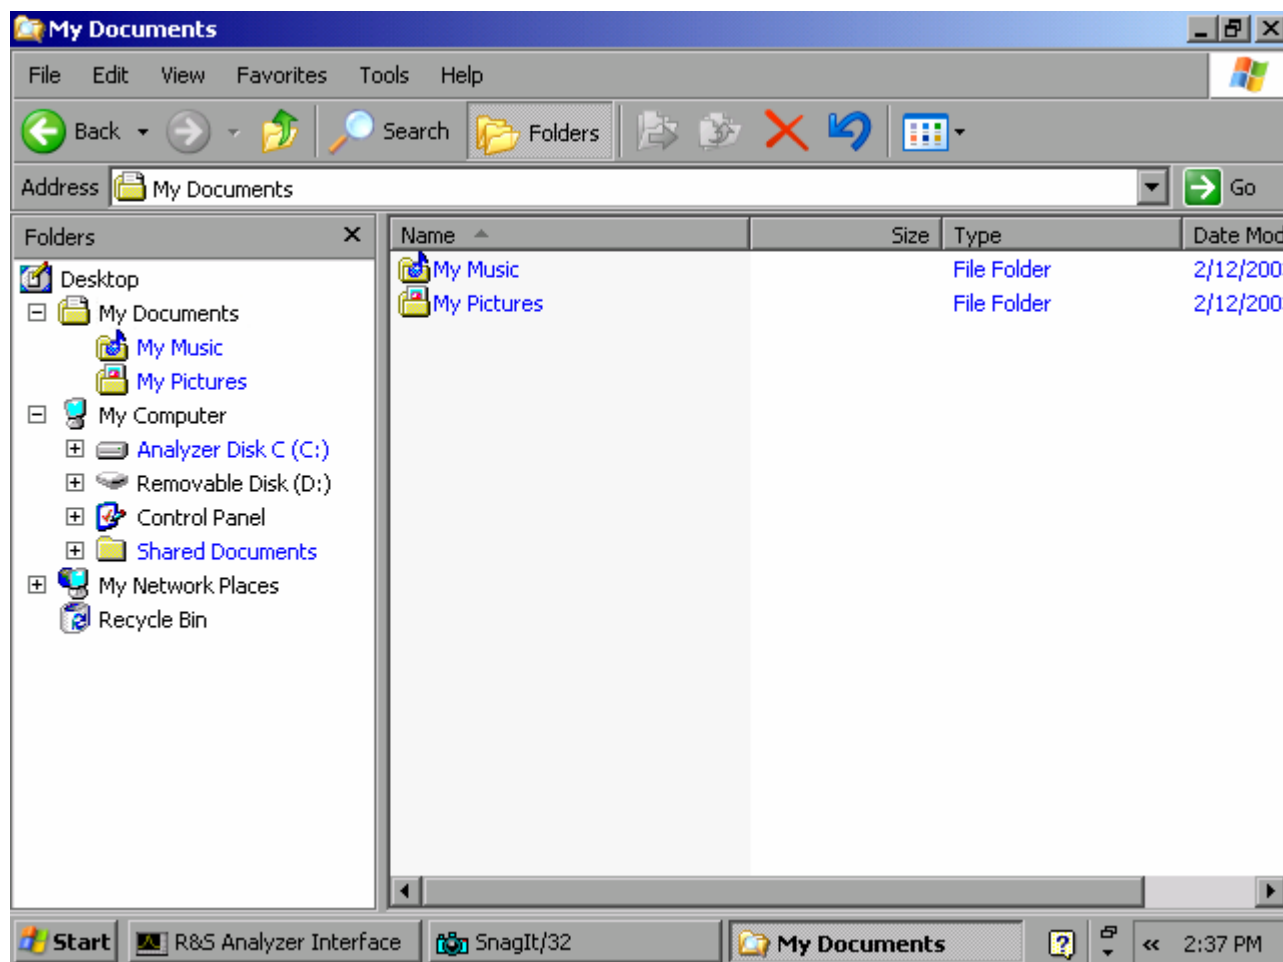 My Documents
File Edit View Favorites Tools Help
Back Search Folders
Address My Documents Go
Folders Name Size Type Date Mod
Desktop
My Documents
My Music
My Pictures
My Computer
Analyzer Disk C (C:)
Removable Disk (D:)
Control Panel
Shared Documents
My Network Places
Recycle Bin
My Music File Folder 2/12/200
My Pictures File Folder 2/12/200
Start R&S Analyzer Interface SnagIt/32 My Documents 2:37 PM